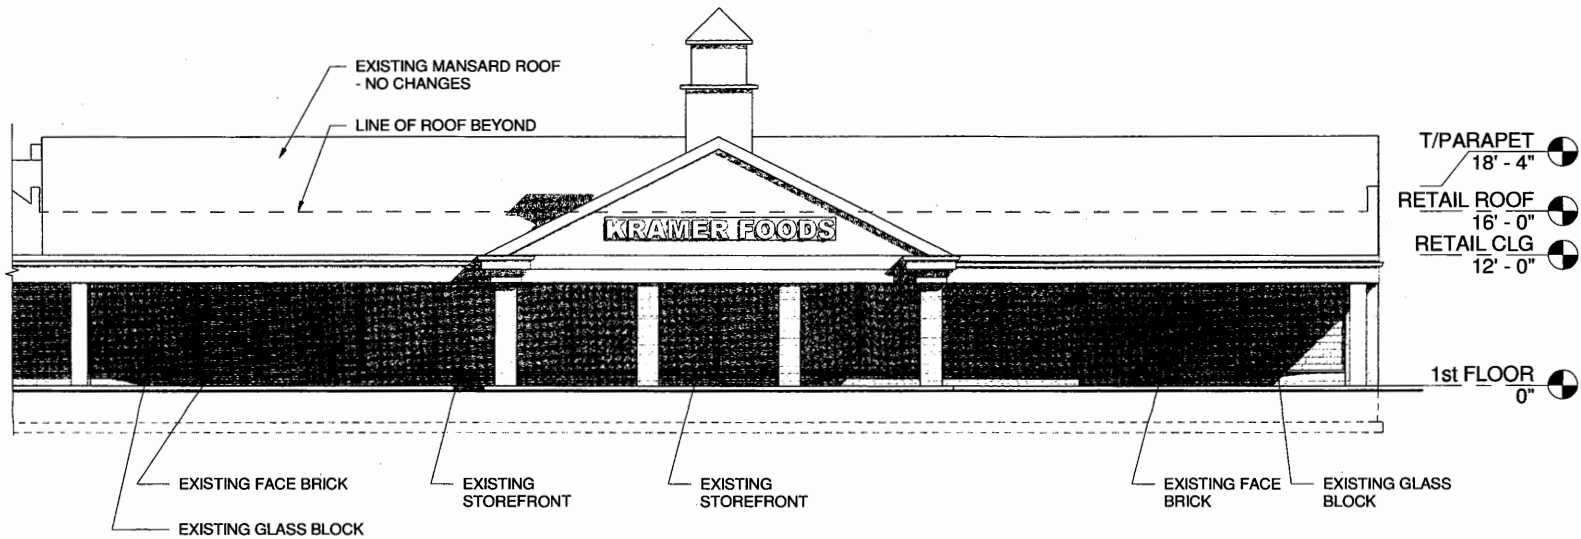 EXISTING MANSARD ROOF
- NO CHANGES
LINE OF ROOF BEYOND
KRAMER FOODS
T/PARAPET
18' - 4"
RETAIL ROOF
16' - 0"
RETAIL CLG
12' - 0"
1st FLOOR
0"
EXISTING FACE BRICK
EXISTING GLASS BLOCK
EXISTING
STOREFRONT
EXISTING
STOREFRONT
EXISTING FACE
BRICK
EXISTING GLASS
BLOCK